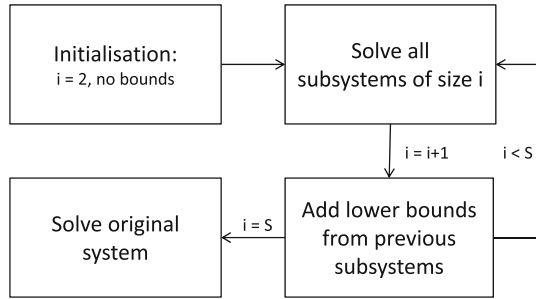 Initialisation:
i = 2, no bounds
Solve all
subsystems of size i
i = i+1
i < S
Solve original
system
i = S
Add lower bounds
from previous
subsystems